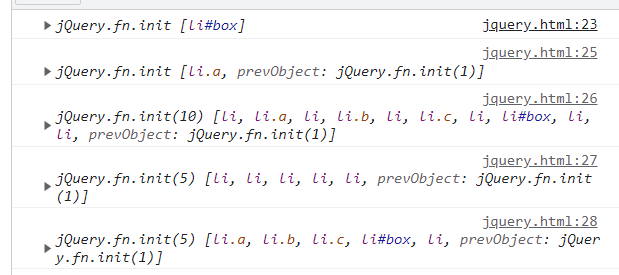 jQuery.fn.init [li#box] jquery.html:23
jquery.html:25
jQuery.fn.init [li.a, prevObject: jQuery.fn.init(1)]
jquery.html:26
jQuery.fn.init(10) [li, li.a, li, li.b, li, li.c, li, li#box, li,
li, prevObject: jQuery.fn.init(1)]
jquery.html:27
jQuery.fn.init(5) [li, li, li, li, li, prevObject: jQuery.fn.init
(1)]
jquery.html:28
jQuery.fn.init(5) [li.a, li.b, li.c, li#box, li, prevObject: jQuer
y.fn.init(1)]